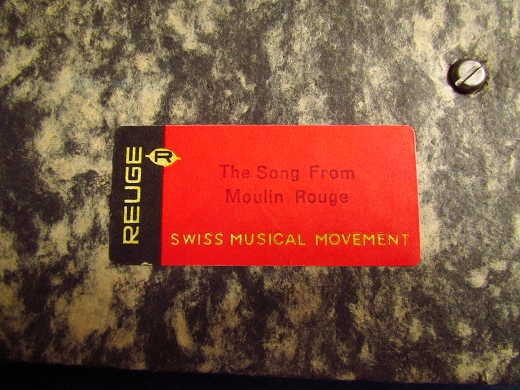 REUGE
R
The Song From
Moulin Rouge
SWISS MUSICAL MOVEMENT